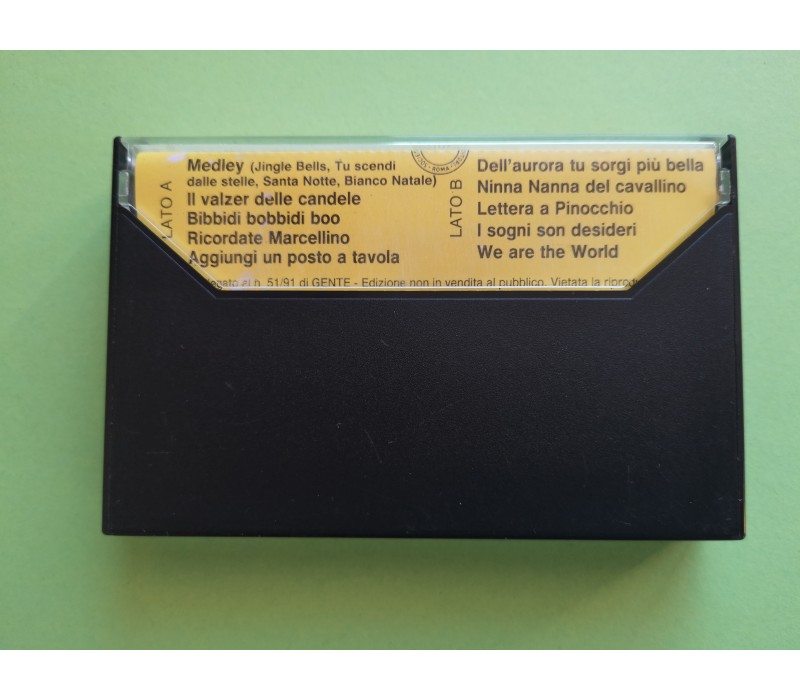 LATO A
Medley (Jingle Bells, Tu scendi
dalle stelle, Santa Notte, Bianco Natale)
Il valzer delle candele
Bibbidi bobbidi boo
Ricordate Marcellino
Aggiungi un posto a tavola
LATO B
Dell'aurora tu sorgi più bella
Ninna Nanna del cavallino
Lettera a Pinocchio
I sogni son desideri
We are the World
al n. 51/91 di GENTE - Edizione non in vendita al pubblico. Vietata la